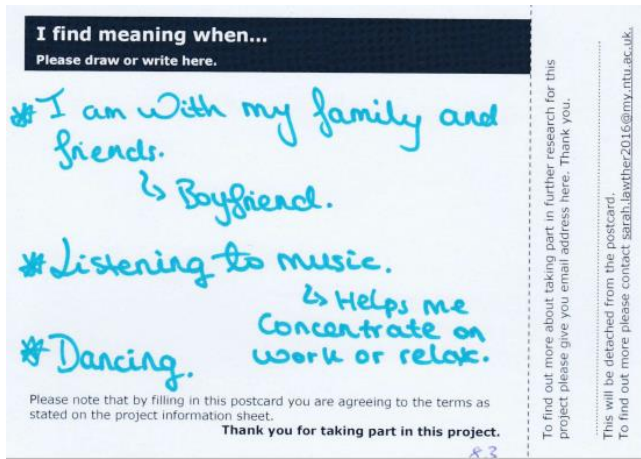 I find meaning when...
Please draw or write here.
* I am with my family and
friends.
↳ Boyfriend.
* Listening to music.
↳ Helps me
concentrate on
work or relax.
* Dancing.
Please note that by filling in this postcard you are agreeing to the terms as
stated on the project information sheet.
Thank you for taking part in this project.
83
To find out more about taking part in further research for this
project please give you email address here. Thank you.
This will be detached from the postcard.
To find out more please contact sarah.lawther2016@my.ntu.ac.uk.